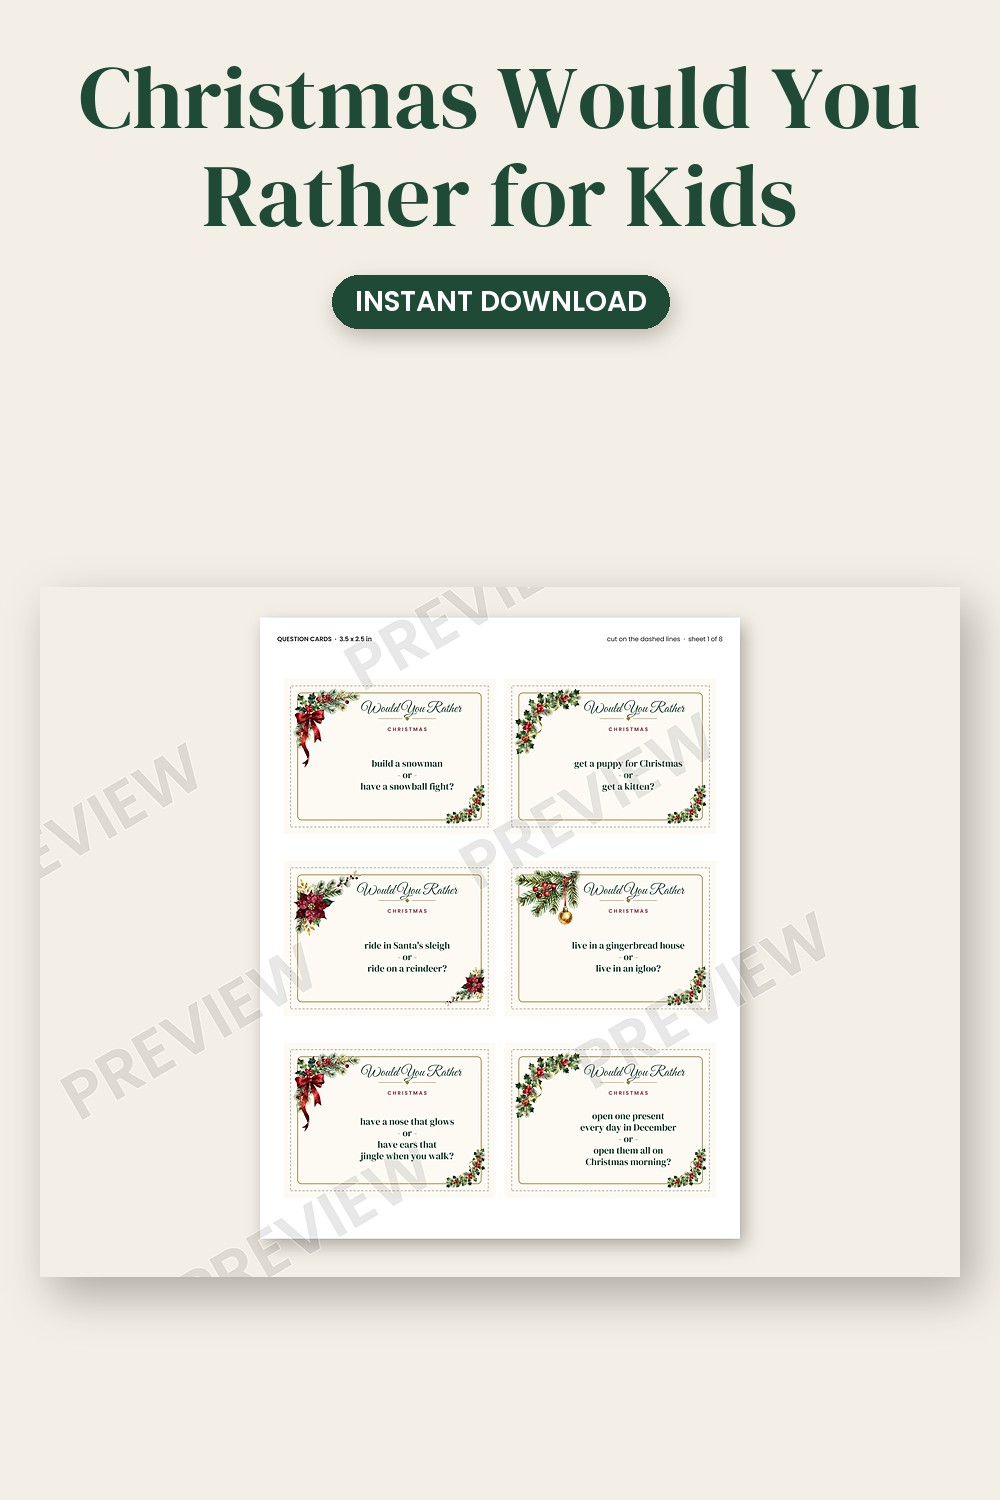 Christmas Would You
Rather for Kids
INSTANT DOWNLOAD
PREVIEW
QUESTION CARDS · 3.5 x 2.5 in
cut on the dashed lines · sheet 1 of 8
Would You Rather
CHRISTMAS
build a snowman
- or -
have a snowball fight?
Would You Rather
CHRISTMAS
get a puppy for Christmas
- or -
get a kitten?
PREVIEW
PREVIEW
Would You Rather
CHRISTMAS
ride in Santa's sleigh
- or -
ride on a reindeer?
Would You Rather
CHRISTMAS
live in a gingerbread house
- or -
live in an igloo?
PREVIEW
PREVIEW
Would You Rather
CHRISTMAS
have a nose that glows
- or -
have ears that
jingle when you walk?
Would You Rather
CHRISTMAS
open one present
every day in December
- or -
open them all on
Christmas morning?
PREVIEW